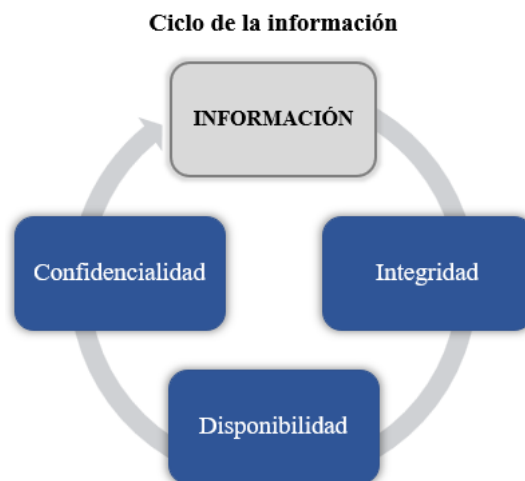 Ciclo de la información
INFORMACIÓN
Confidencialidad
Integridad
Disponibilidad